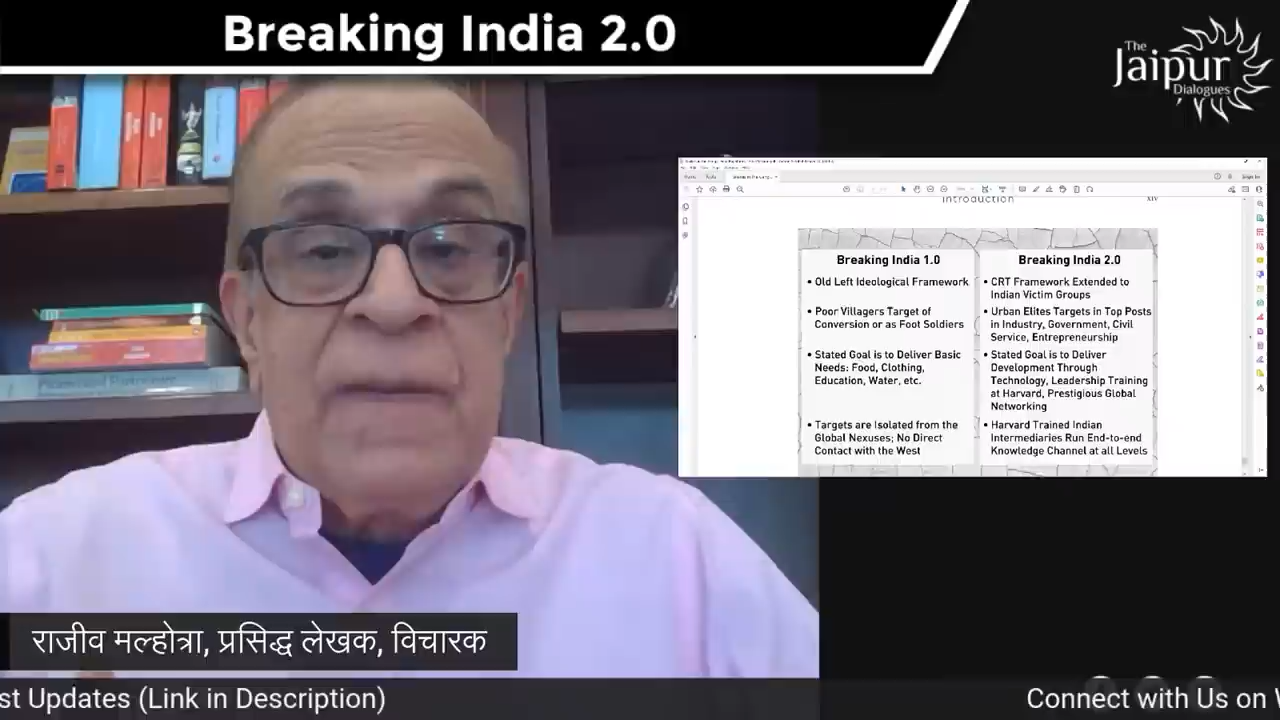 Breaking India 2.0
The
Jaipur
Dialogues
Introduction
xiv
Breaking India 1.0
• Old Left Ideological Framework
• Poor Villagers Target of
Conversion or as Foot Soldiers
• Stated Goal is to Deliver Basic
Needs: Food, Clothing,
Education, Water, etc.
• Targets are Isolated from the
Global Nexuses; No Direct
Contact with the West
Breaking India 2.0
• CRT Framework Extended to
Indian Victim Groups
• Urban Elites Targets in Top Posts
in Industry, Government, Civil
Service, Entrepreneurship
• Stated Goal is to Deliver
Development Through
Technology, Leadership Training
at Harvard, Prestigious Global
Networking
• Harvard Trained Indian
Intermediaries Run End-to-end
Knowledge Channel at all Levels
राजीव मल्होत्रा, प्रसिद्ध लेखक, विचारक
st Updates (Link in Description)
Connect with Us on